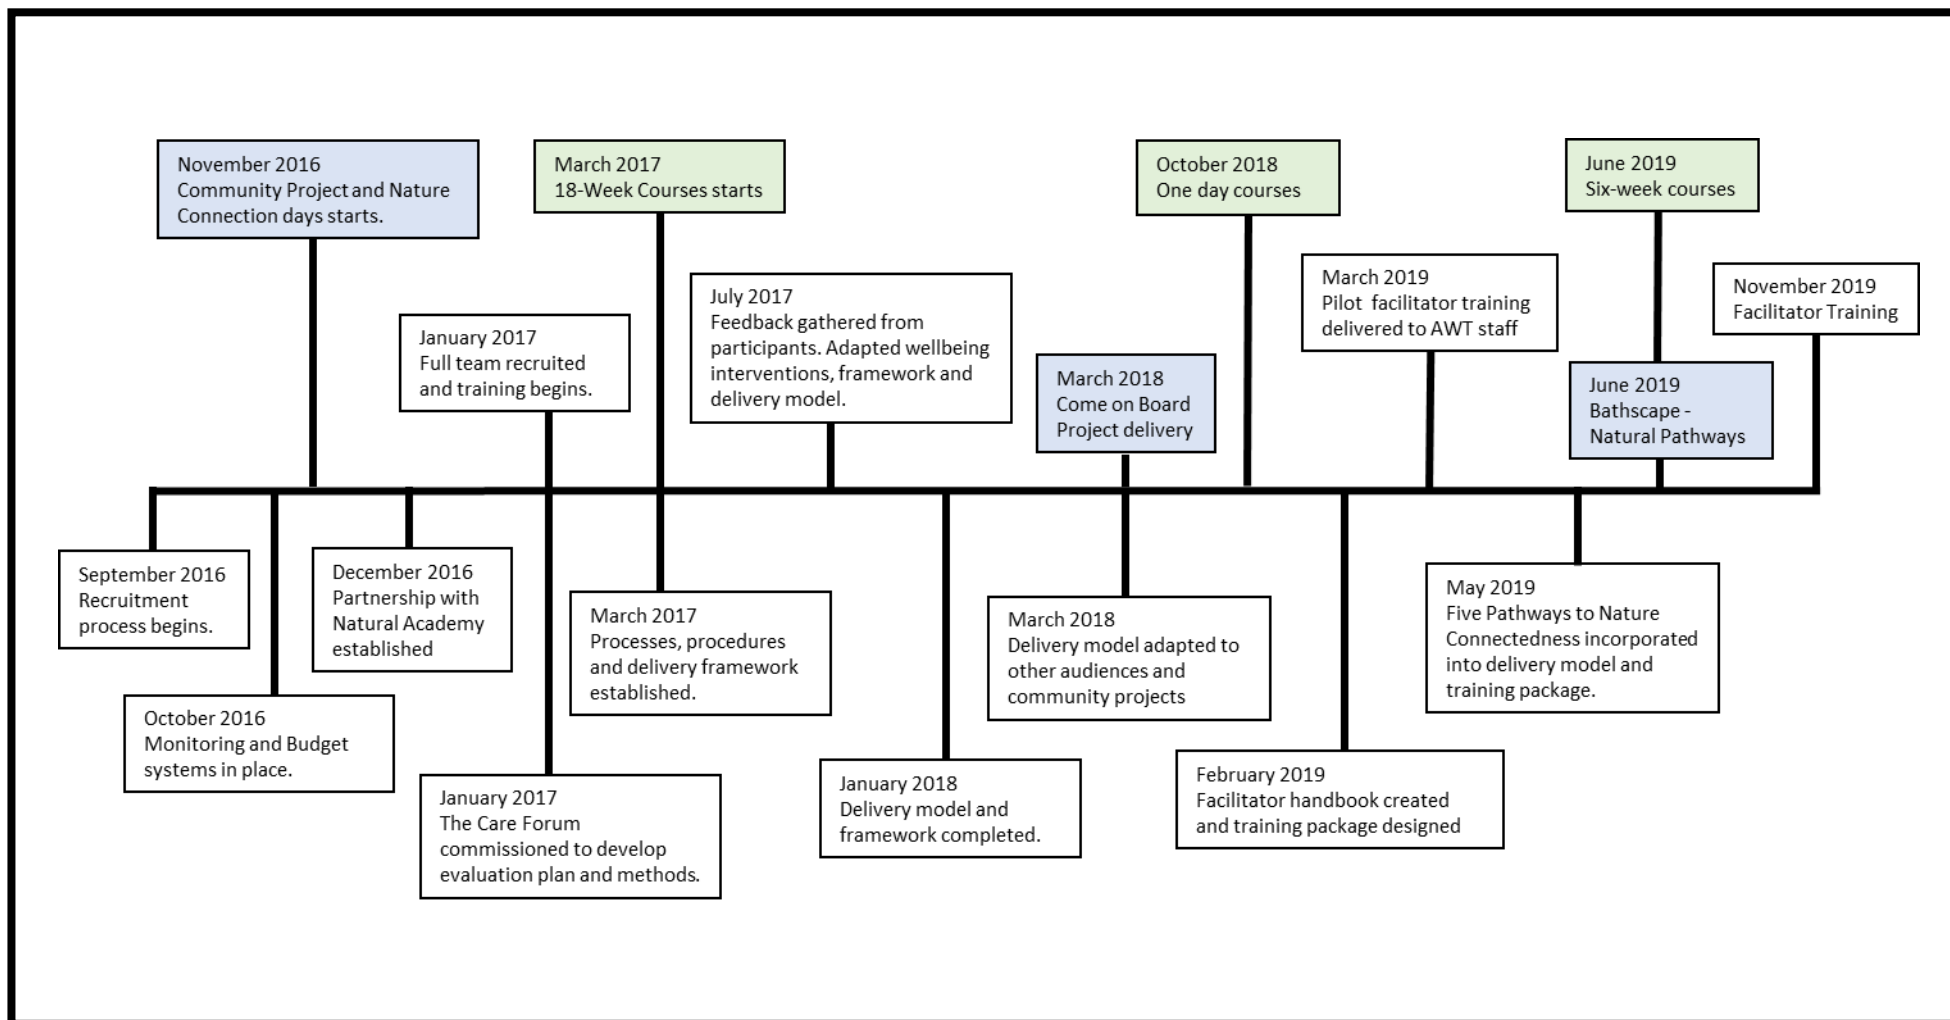 November 2016
Community Project and Nature
Connection days starts.
March 2017
18-Week Courses starts
October 2018
One day courses
June 2019
Six-week courses
January 2017
Full team recruited
and training begins.
July 2017
Feedback gathered from
participants. Adapted wellbeing
interventions, framework and
delivery model.
March 2018
Come on Board
Project delivery
March 2019
Pilot  facilitator training
delivered to AWT staff
June 2019
Bathscape -
Natural Pathways
November 2019
Facilitator Training
September 2016
Recruitment
process begins.
October 2016
Monitoring and Budget
systems in place.
December 2016
Partnership with
Natural Academy
established
January 2017
The Care Forum
commissioned to develop
evaluation plan and methods.
March 2017
Processes, procedures
and delivery framework
established.
January 2018
Delivery model and
framework completed.
March 2018
Delivery model adapted to
other audiences and
community projects
February 2019
Facilitator handbook created
and training package designed
May 2019
Five Pathways to Nature
Connectedness incorporated
into delivery model and
training package.